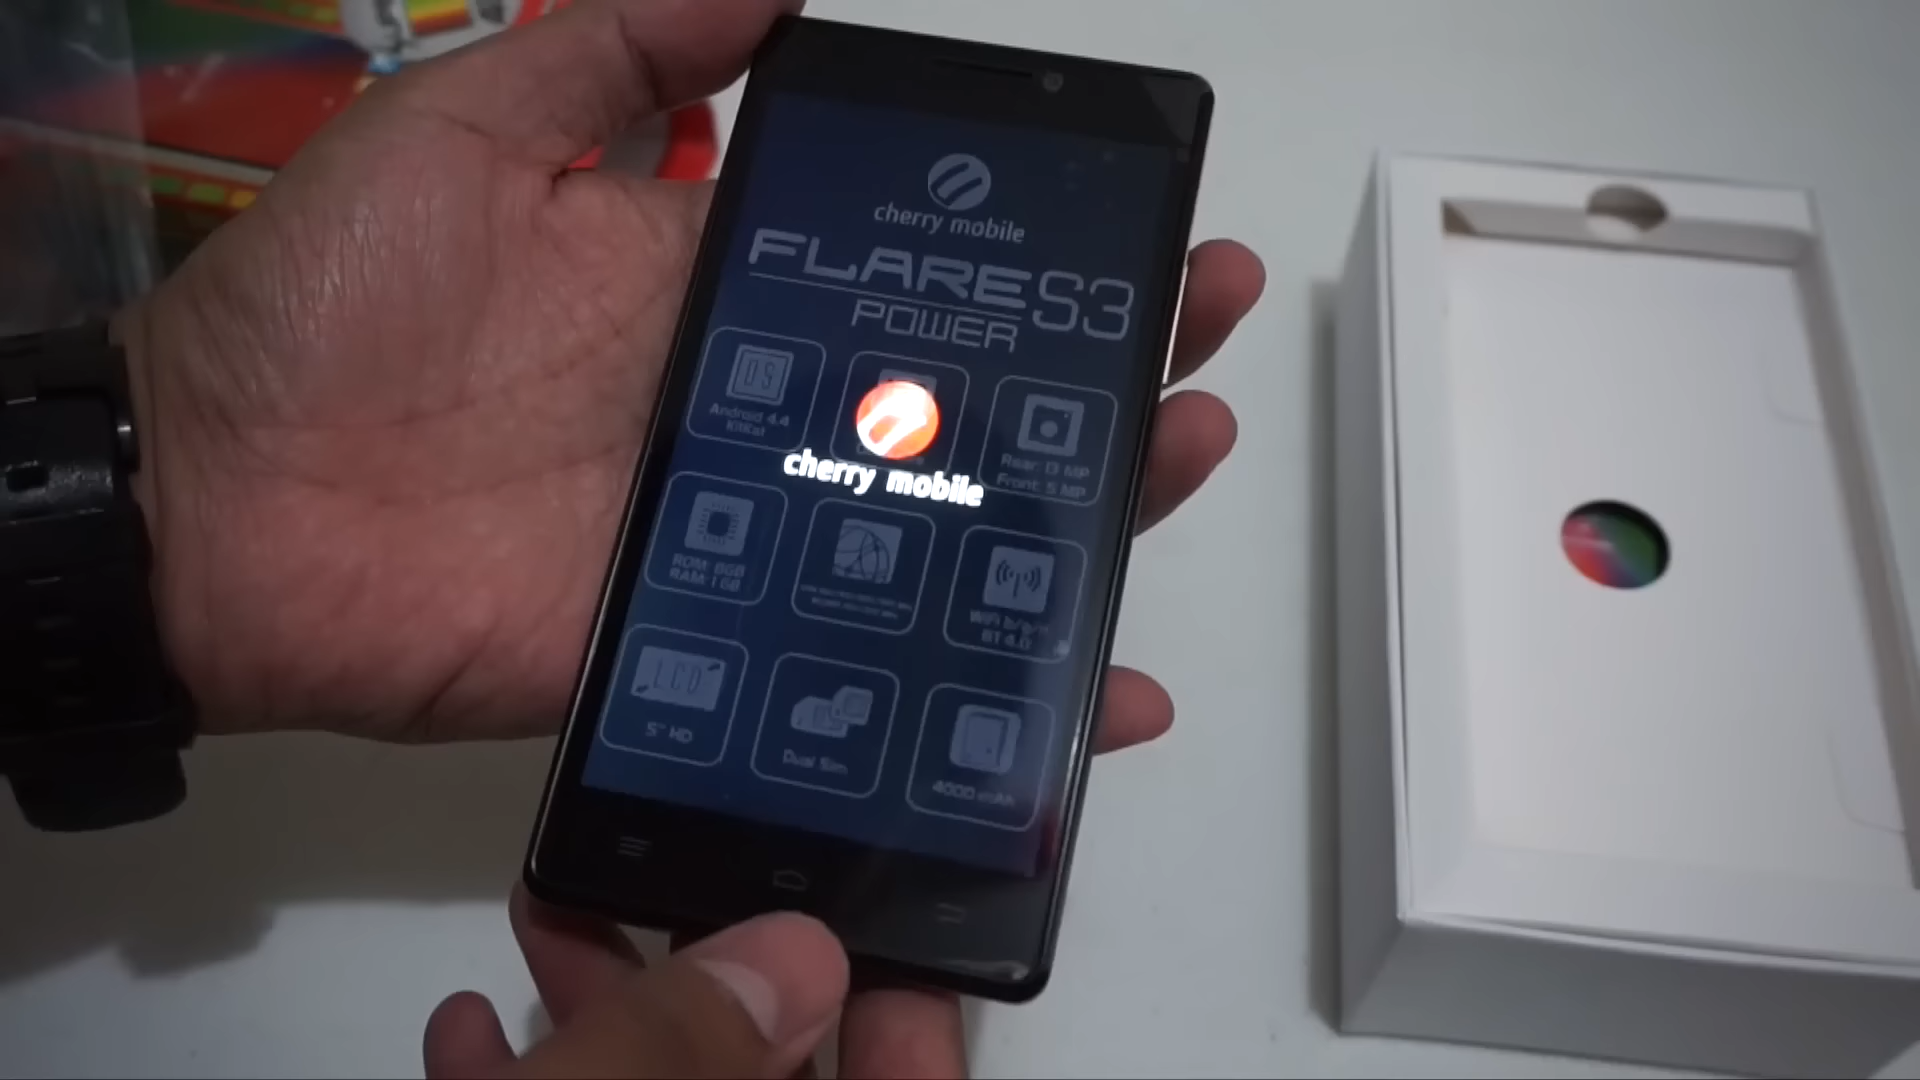 cherry mobile
FLARE S3
POWER
OS
Android 4.4
KitKat
cherry mobile
Rear: 13 MP
Front: 5 MP
ROM: 8GB
RAM: 1 GB
WiFi b/g/n
BT 4.0
LCD
5" HD
Dual Sim
4000 mAh